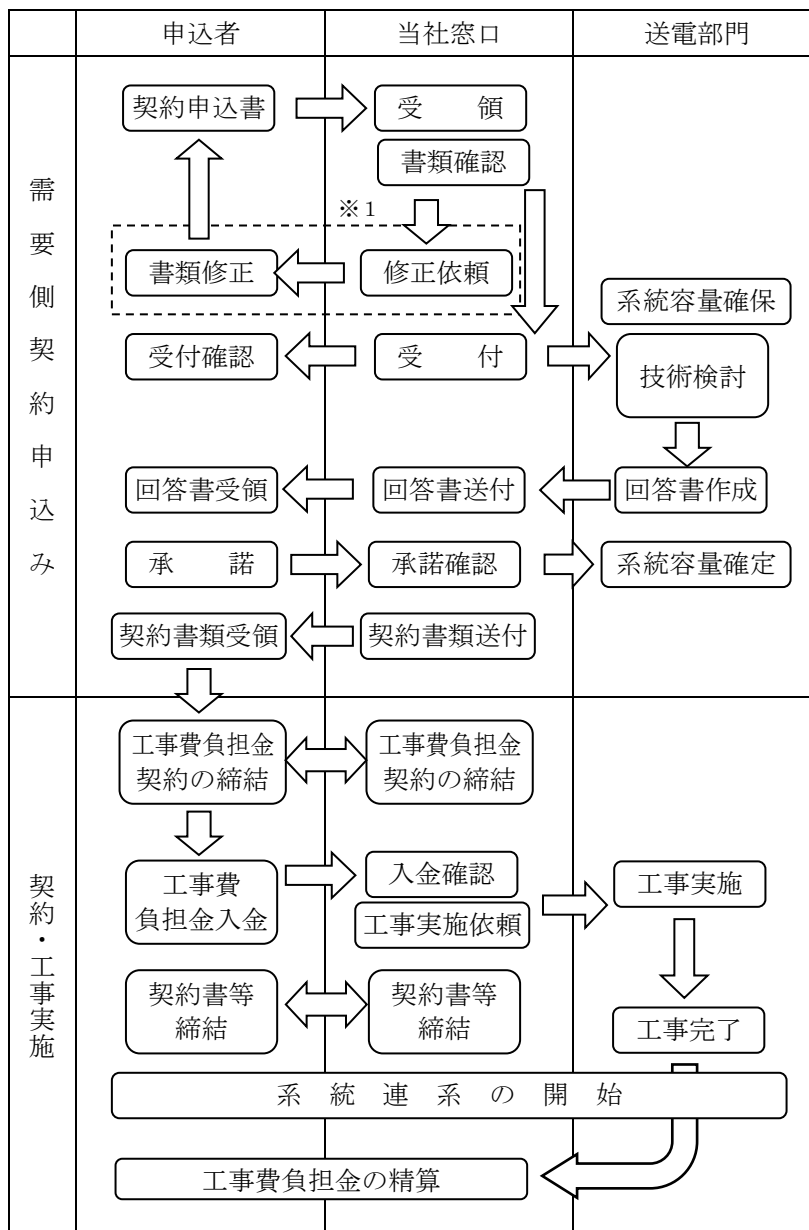 申込者
当社窓口
送電部門
需要側契約申込み
契約申込書
受　領
書類確認
※1
書類修正
修正依頼
系統容量確保
受付確認
受　付
技術検討
回答書受領
回答書送付
回答書作成
承　諾
承諾確認
系統容量確定
契約書類受領
契約書類送付
契約・工事実施
工事費負担金
契約の締結
工事費負担金
契約の締結
工事費
負担金入金
入金確認
工事実施依頼
工事実施
契約書等
締結
契約書等
締結
工事完了
系統連系の開始
工事費負担金の精算